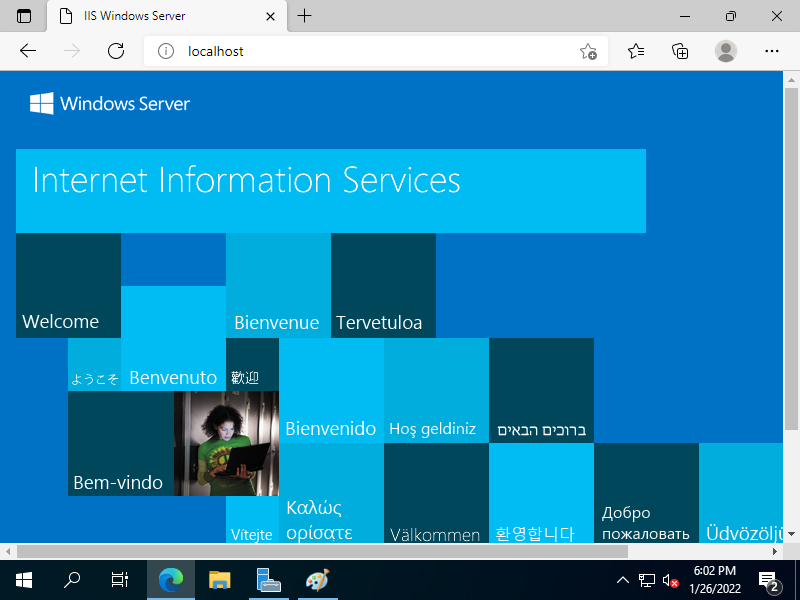 IIS Windows Server
localhost
Windows Server
Internet Information Services
Welcome
Bienvenue
Tervetuloa
ようこそ
Benvenuto
歡迎
Bienvenido
Hoş geldiniz
ברוכים הבאים
Bem-vindo
Vítejte
Καλώς
ορίσατε
Välkommen
환영합니다
Добро
пожаловать
Üdvözöljü
6:02 PM
1/26/2022
2